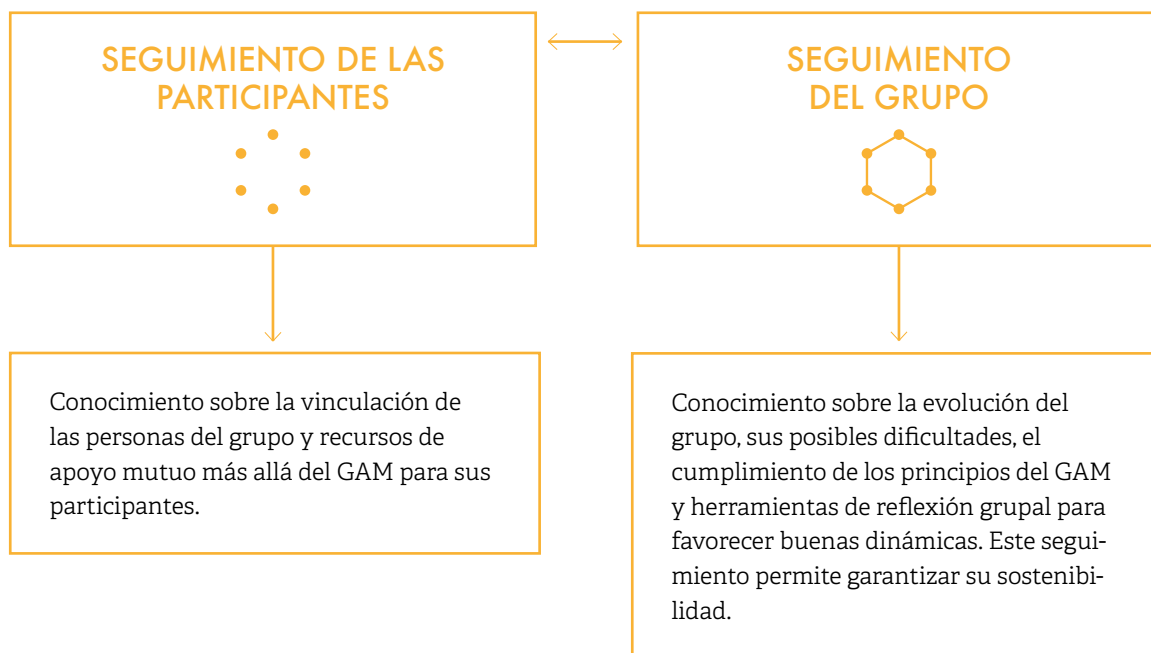 SEGUIMIENTO DE LAS
PARTICIPANTES
SEGUIMIENTO
DEL GRUPO
Conocimiento sobre la vinculación de
las personas del grupo y recursos de
apoyo mutuo más allá del GAM para sus
participantes.
Conocimiento sobre la evolución del
grupo, sus posibles dificultades, el
cumplimiento de los principios del GAM
y herramientas de reflexión grupal para
favorecer buenas dinámicas. Este segui-
miento permite garantizar su sostenibi-
lidad.